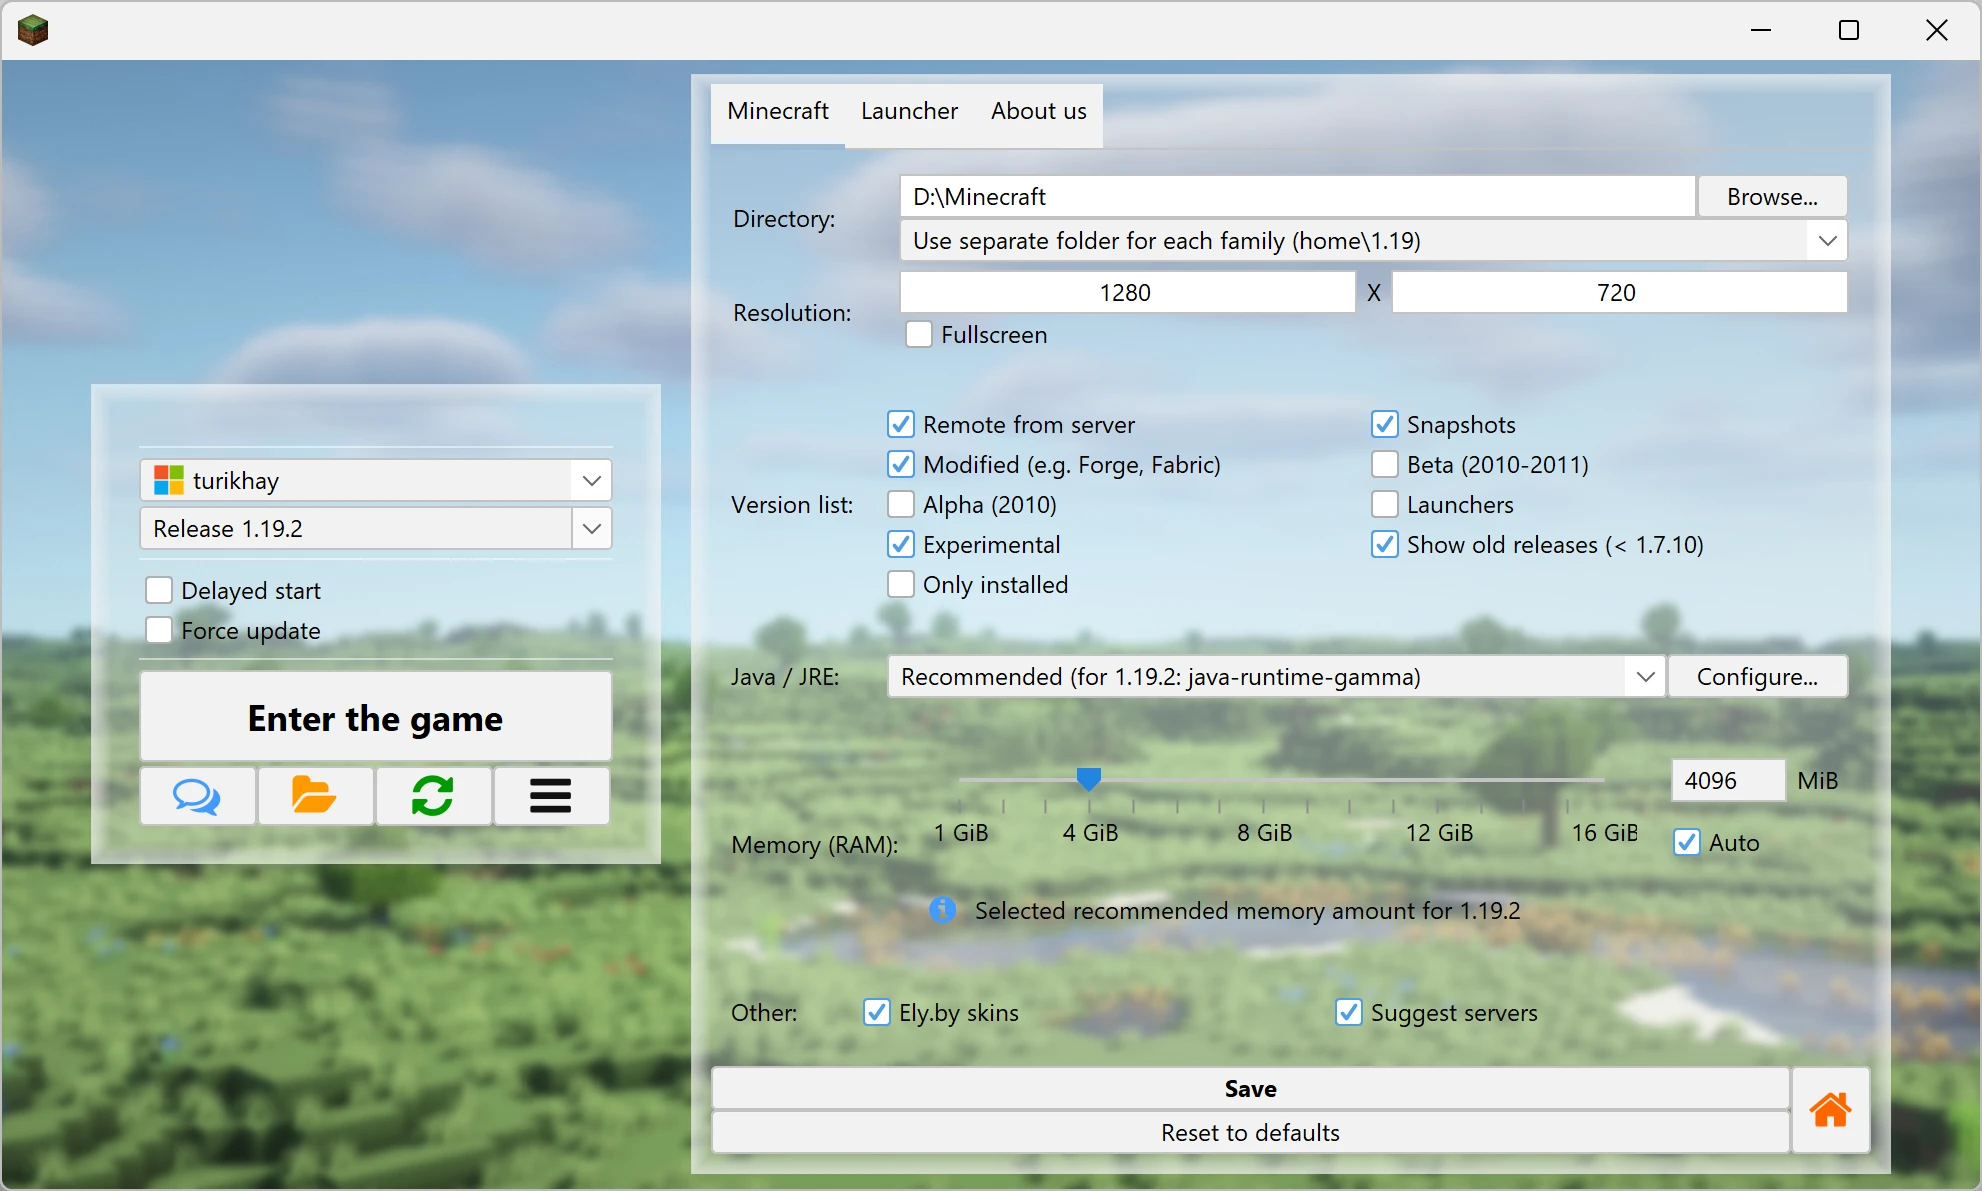 Minecraft Launcher About us
Directory:
D:\Minecraft
Browse...
Use separate folder for each family (home\1.19)
Resolution:
1280 X 720
Fullscreen
Version list:
Remote from server
Snapshots
Modified (e.g. Forge, Fabric)
Beta (2010-2011)
Alpha (2010)
Launchers
Experimental
Show old releases (< 1.7.10)
Only installed
turikhay
Release 1.19.2
Delayed start
Force update
Enter the game
Java / JRE:
Recommended (for 1.19.2: java-runtime-gamma)
Configure...
Memory (RAM):
1 GiB 4 GiB 8 GiB 12 GiB 16 GiB
4096 MiB
Auto
Selected recommended memory amount for 1.19.2
Other:
Ely.by skins
Suggest servers
Save
Reset to defaults